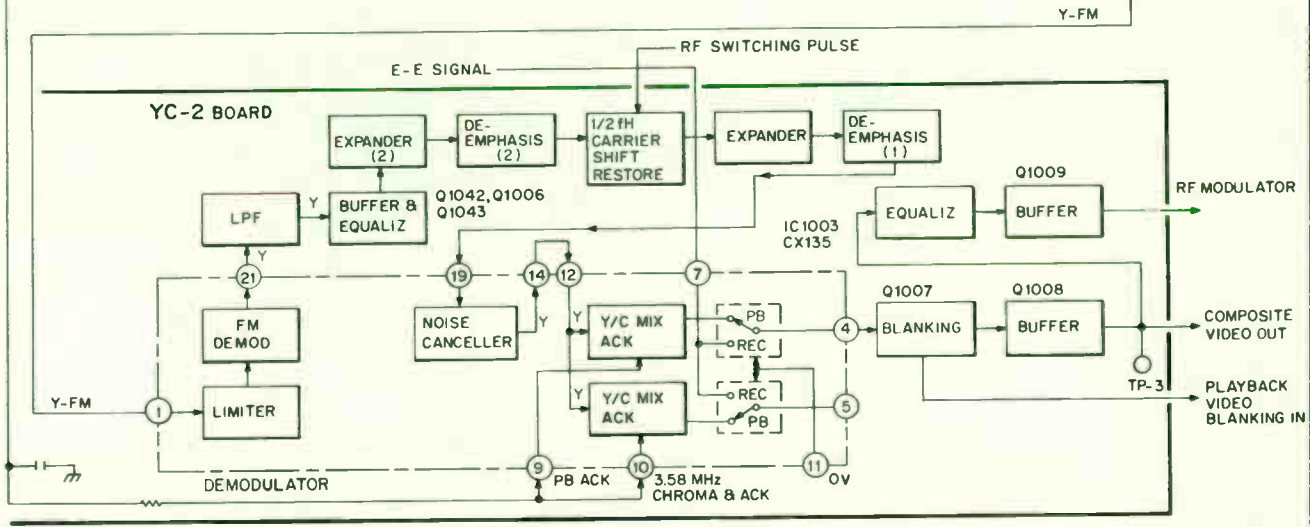 Y-FM
RF SWITCHING PULSE
E-E SIGNAL
YC-2 BOARD
EXPANDER
(2)
DE-
EMPHASIS
(2)
1/2 fH
CARRIER
SHIFT
RESTORE
EXPANDER
DE-
EMPHASIS
(1)
LPF
Y
BUFFER &
EQUALIZ
Q1042, Q1006
Q1043
Y
21
19
14
12
7
IC1003
CX135
EQUALIZ
Q1009
BUFFER
RF MODULATOR
FM
DEMOD
NOISE
CANCELLER
Y
Y
Y/C MIX
ACK
PB
REC
4
Q1007
BLANKING
Q1008
BUFFER
COMPOSITE
VIDEO OUT
TP-3
Y-FM
1
LIMITER
Y
Y/C MIX
ACK
REC
PB
5
PLAYBACK
VIDEO
BLANKING IN
DEMODULATOR
9
PB ACK
10
3.58 MHz
CHROMA & ACK
11
0V